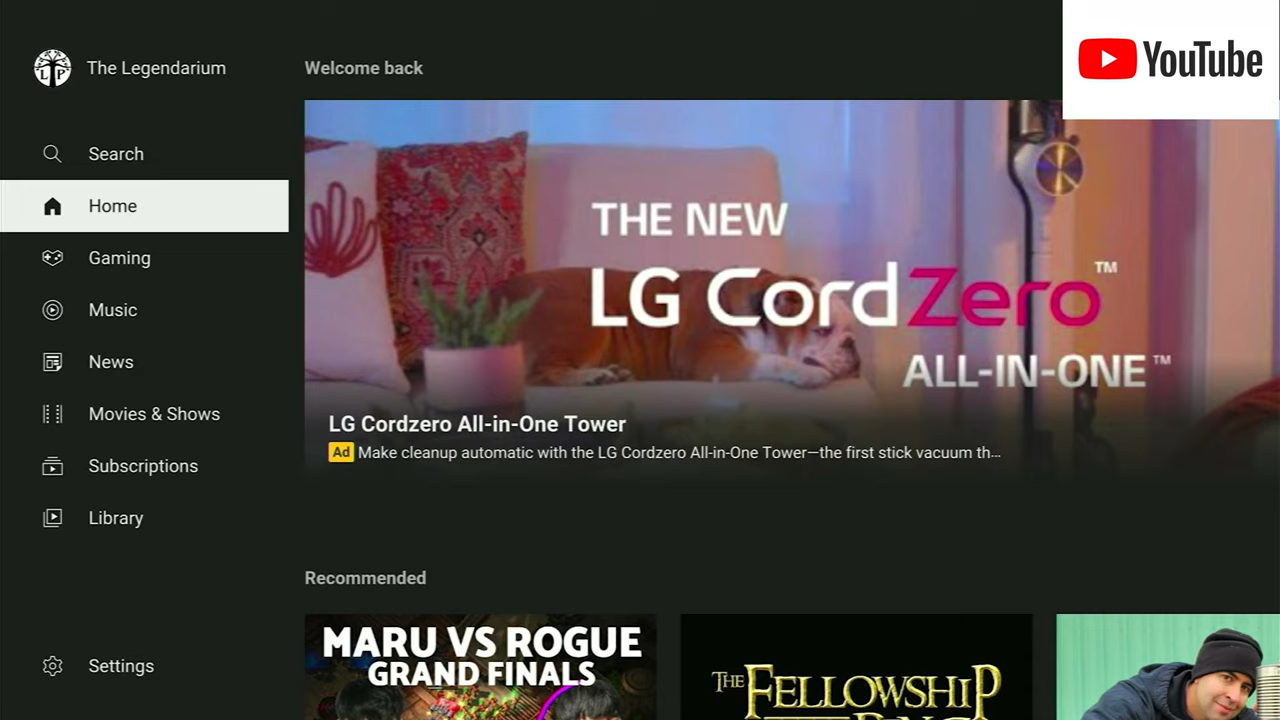 The Legendarium
Welcome back
YouTube
Search
Home
Gaming
Music
News
Movies & Shows
Subscriptions
Library
Settings
THE NEW
LG CordZero™
ALL-IN-ONE™
LG Cordzero All-in-One Tower
Ad Make cleanup automatic with the LG Cordzero All-in-One Tower—the first stick vacuum th...
Recommended
MARU VS ROGUE
GRAND FINALS
THE FELLOWSHIP